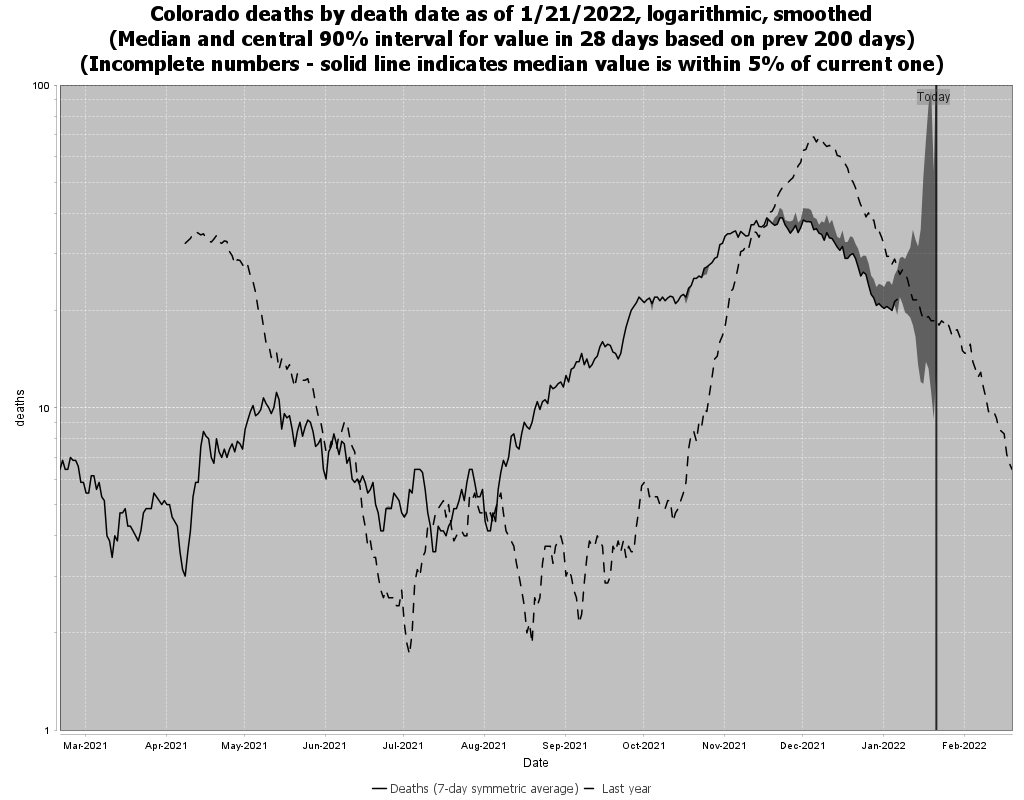 Colorado deaths by death date as of 1/21/2022, logarithmic, smoothed
(Median and central 90% interval for value in 28 days based on prev 200 days)
(Incomplete numbers - solid line indicates median value is within 5% of current one)
100
Today
10
deaths
1
Mar-2021 Apr-2021 May-2021 Jun-2021 Jul-2021 Aug-2021 Sep-2021 Oct-2021 Nov-2021 Dec-2021 Jan-2022 Feb-2022
Date
Deaths (7-day symmetric average) Last year